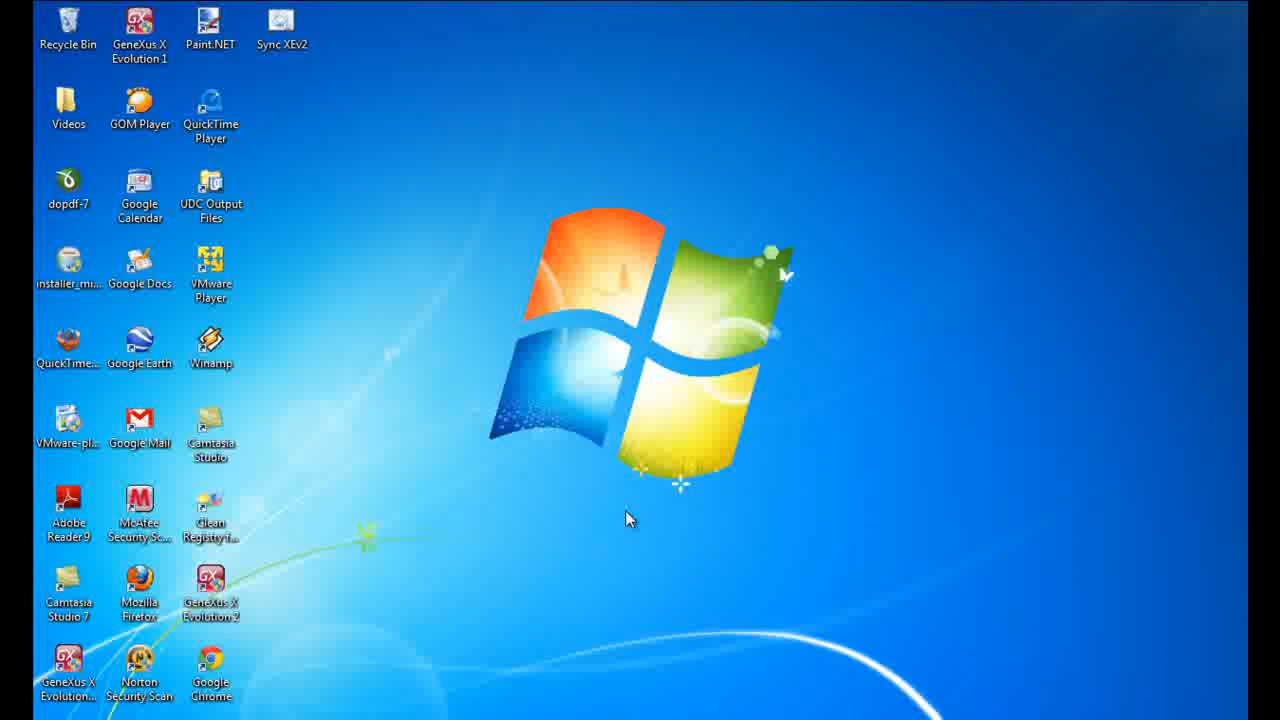 Recycle Bin
GeneXus X
Evolution 1
Paint.NET
Sync XEv2
Videos
GOM Player
QuickTime
Player
dopdf-7
Google
Calendar
UDC Output
Files
installer_mi...
Google Docs
VMware
Player
QuickTime...
Google Earth
Winamp
VMware-pl...
Google Mail
Camtasia
Studio
Adobe
Reader 9
McAfee
Security Sc...
Clean
Registry f...
Camtasia
Studio 7
Mozilla
Firefox
GeneXus X
Evolution 2
GeneXus X
Evolution...
Norton
Security Scan
Google
Chrome